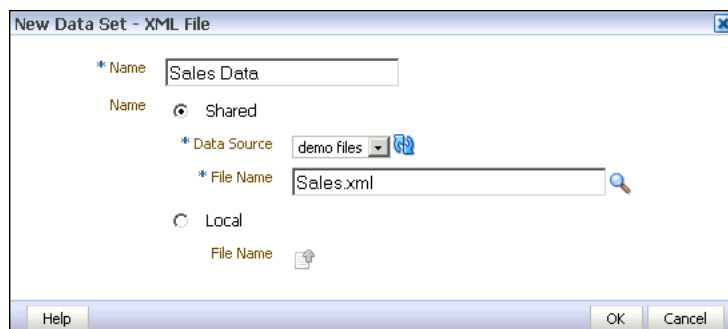 New Data Set - XML File
* Name Sales Data
Name Shared
* Data Source demo files
* File Name Sales.xml
Local
File Name
Help OK Cancel